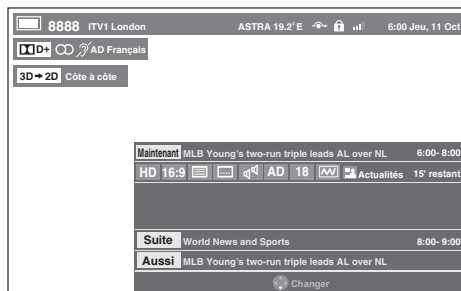 8888 ITV1 London ASTRA 19.2°E 6:00 Jeu, 11 Oct
D+ AD Français
3D→2D Côte à côte
Maintenant MLB Young's two-run triple leads AL over NL 6:00- 8:00
HD 16:9 AD 18 Actualités 15' restant
Suite World News and Sports 8:00- 9:00
Aussi MLB Young's two-run triple leads AL over NL
Changer